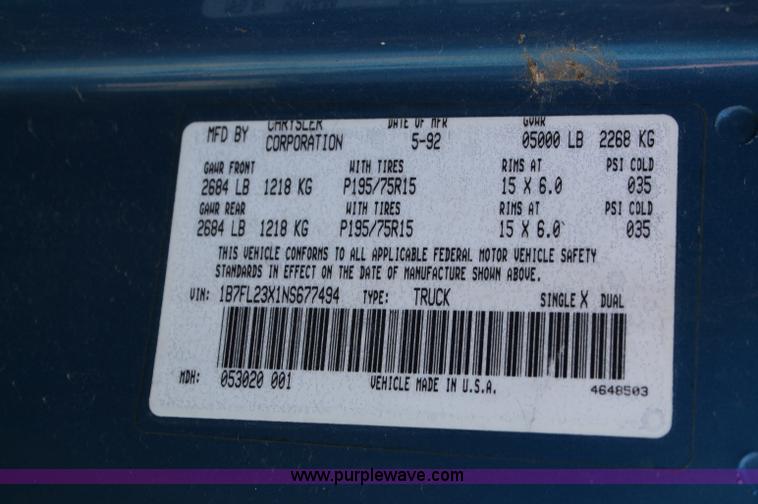 MFD BY CHRYSLER CORPORATION DATE OF MFR 5-92 GVWR 05000 LB 2268 KG
GAWR FRONT WITH TIRES RIMS AT PSI COLD
2684 LB 1218 KG P195/75R15 15 X 6.0 035
GAWR REAR WITH TIRES RIMS AT PSI COLD
2684 LB 1218 KG P195/75R15 15 X 6.0 035
THIS VEHICLE CONFORMS TO ALL APPLICABLE FEDERAL MOTOR VEHICLE SAFETY
STANDARDS IN EFFECT ON THE DATE OF MANUFACTURE SHOWN ABOVE.
VIN: 1B7FL23X1NS677494 TYPE: TRUCK SINGLE X DUAL
MDH: 053020 001 VEHICLE MADE IN U.S.A. 4648503
www.purplewave.com